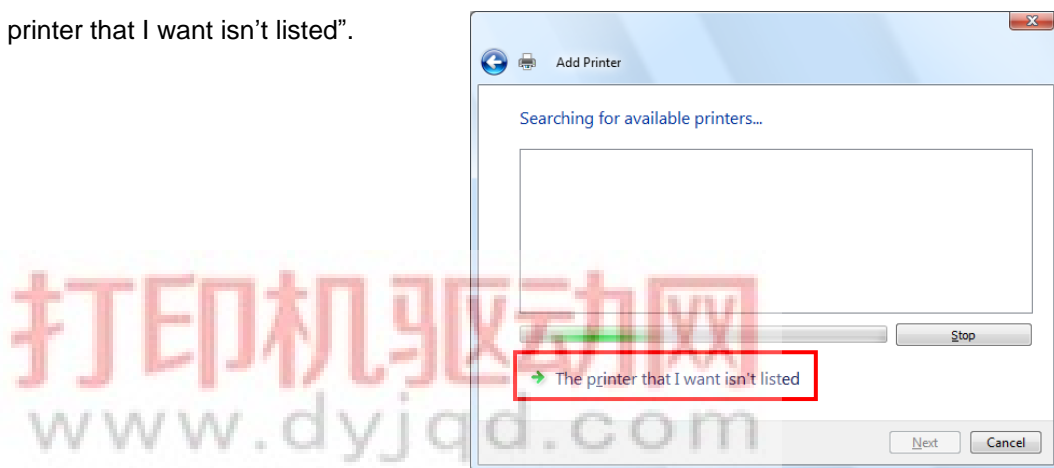 printer that I want isn’t listed”.
Add Printer
Searching for available printers...
Stop
The printer that I want isn't listed
打印机驱动网
www.dyjqd.com
Next
Cancel